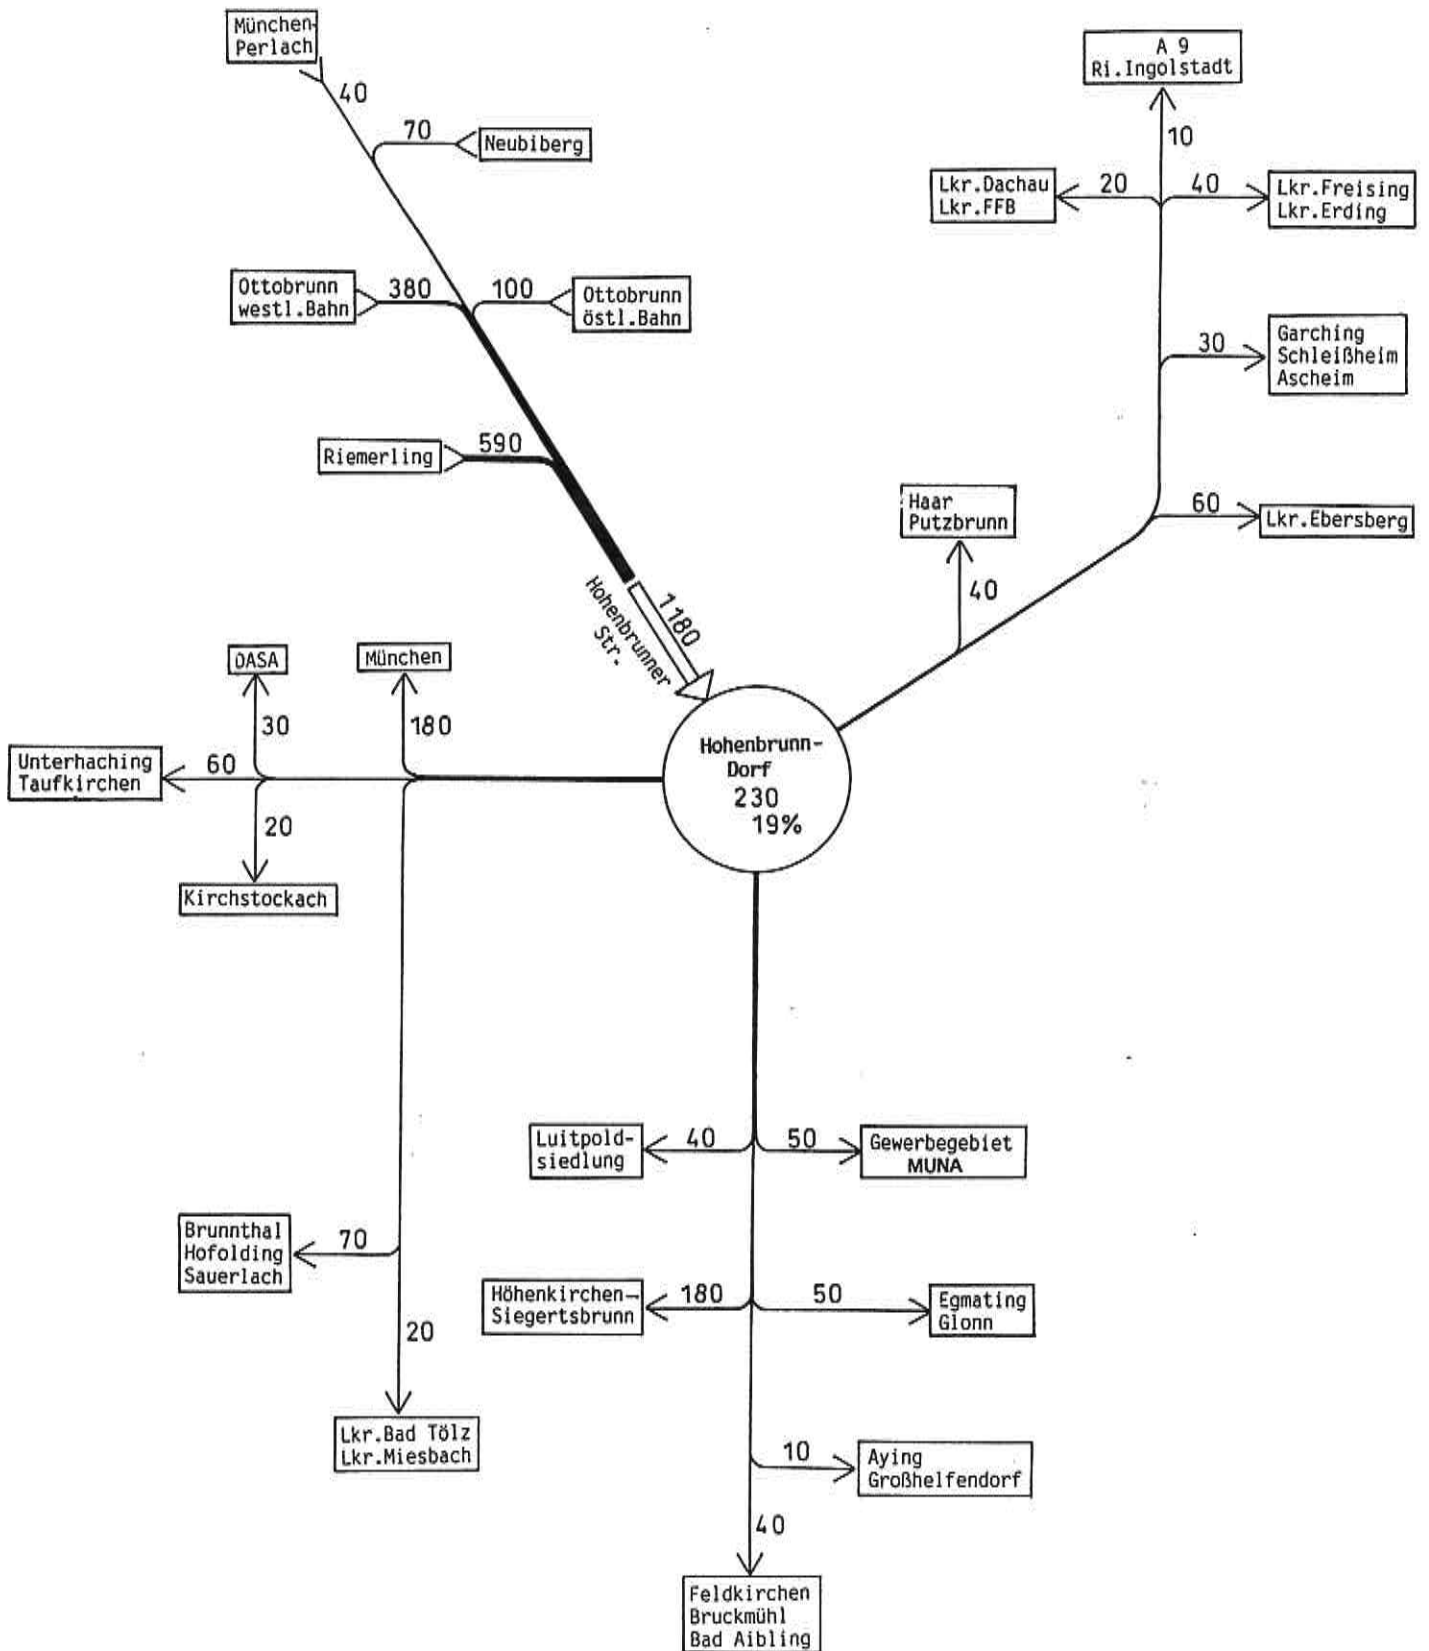 München-
Perlach
40
70
Neubiberg
Ottobrunn
westl.Bahn
380
100
Ottobrunn
östl.Bahn
Riemerling
590
Hohenbrunner
Str.
1180
A 9
Ri.Ingolstadt
10
Lkr.Dachau
Lkr.FFB
20
40
Lkr.Freising
Lkr.Erding
30
Garching
Schleißheim
Ascheim
60
Lkr.Ebersberg
Haar
Putzbrunn
40
DASA
30
München
180
Unterhaching
Taufkirchen
60
20
Kirchstockach
Hohenbrunn-
Dorf
230
19%
Brunnthal
Hofolding
Sauerlach
70
20
Lkr.Bad Tölz
Lkr.Miesbach
Luitpold-
siedlung
40
50
Gewerbegebiet
MUNA
Höhenkirchen-
Siegertsbrunn
180
50
Egmating
Glonn
10
Aying
Großhelfendorf
40
Feldkirchen
Bruckmühl
Bad Aibling